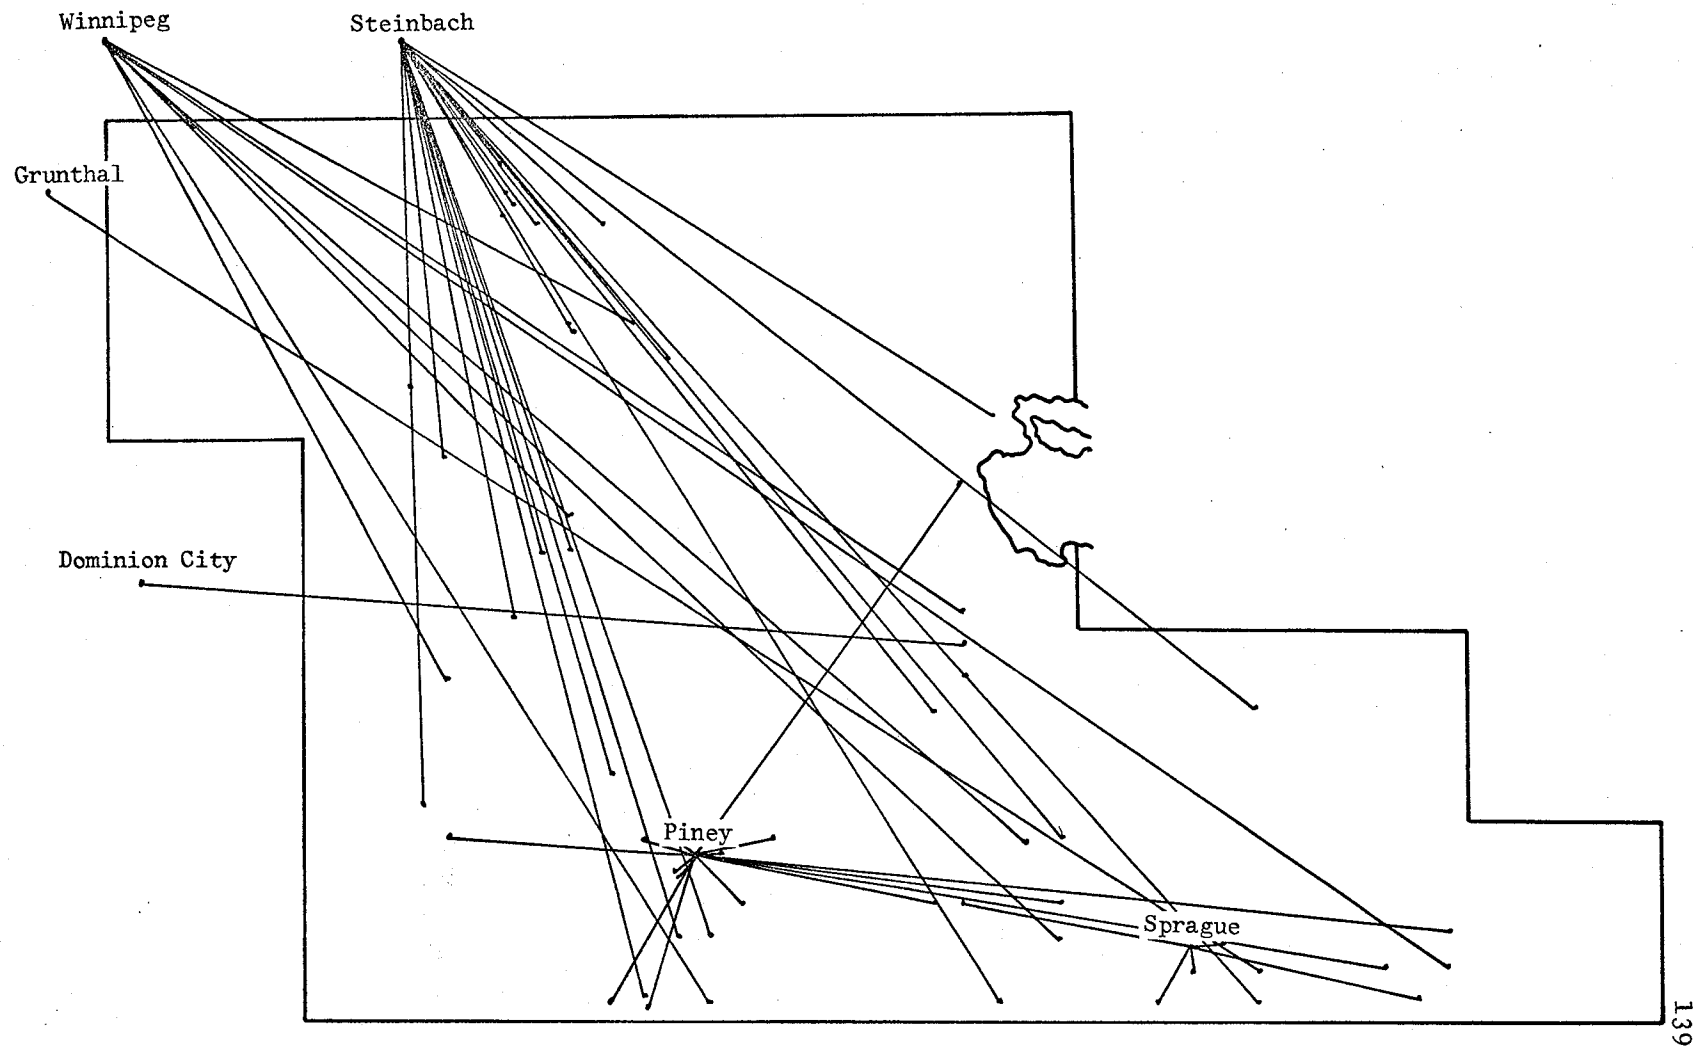 Winnipeg
Steinbach
Grunthal
Dominion City
Piney
Sprague
139